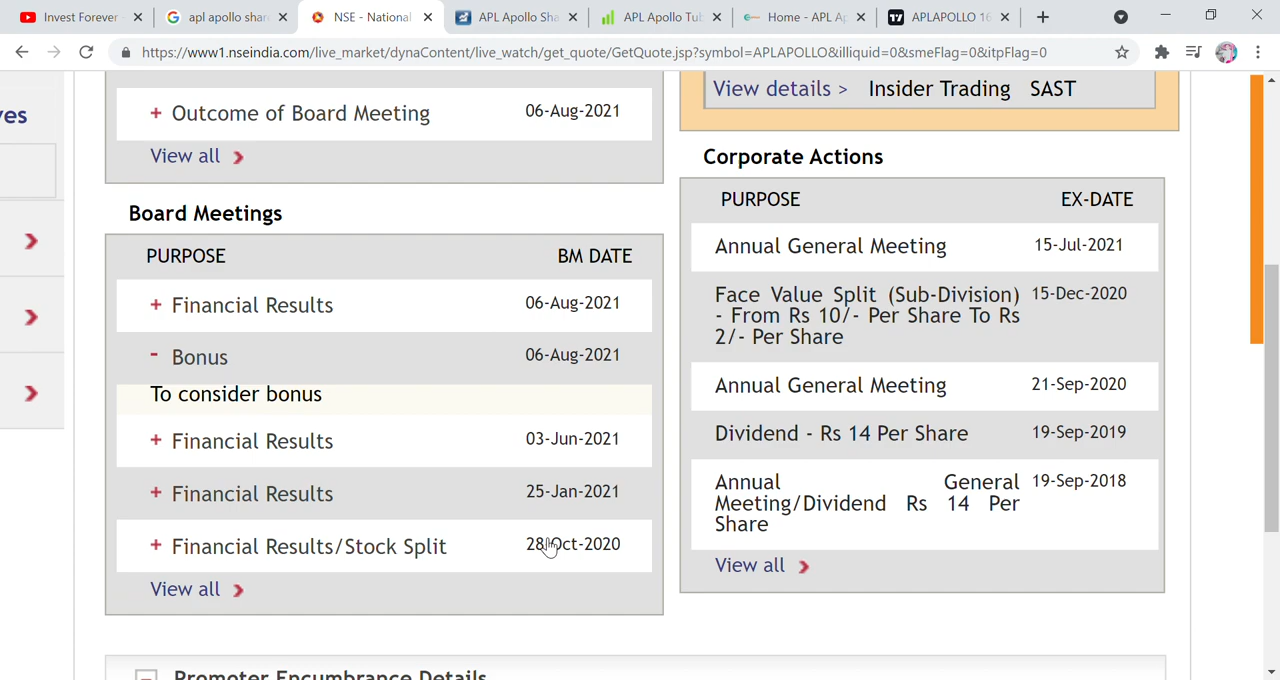 Invest Forever
apl apollo shar
NSE - National
APL Apollo Sha
APL Apollo Tub
Home - APL Ap
APLAPOLLO 16
https://www1.nseindia.com/live_market/dynaContent/live_watch/get_quote/GetQuote.jsp?symbol=APLAPOLLO&illiquid=0&smeFlag=0&itpFlag=0
ves
+ Outcome of Board Meeting 06-Aug-2021
View all
Board Meetings
PURPOSE BM DATE
+ Financial Results 06-Aug-2021
- Bonus 06-Aug-2021
To consider bonus
+ Financial Results 03-Jun-2021
+ Financial Results 25-Jan-2021
+ Financial Results/Stock Split 28-Oct-2020
View all
View details > Insider Trading SAST
Corporate Actions
PURPOSE EX-DATE
Annual General Meeting 15-Jul-2021
Face Value Split (Sub-Division) 15-Dec-2020
- From Rs 10/- Per Share To Rs
2/- Per Share
Annual General Meeting 21-Sep-2020
Dividend - Rs 14 Per Share 19-Sep-2019
Annual General 19-Sep-2018
Meeting/Dividend Rs 14 Per
Share
View all
Promoter Encumbrance Details